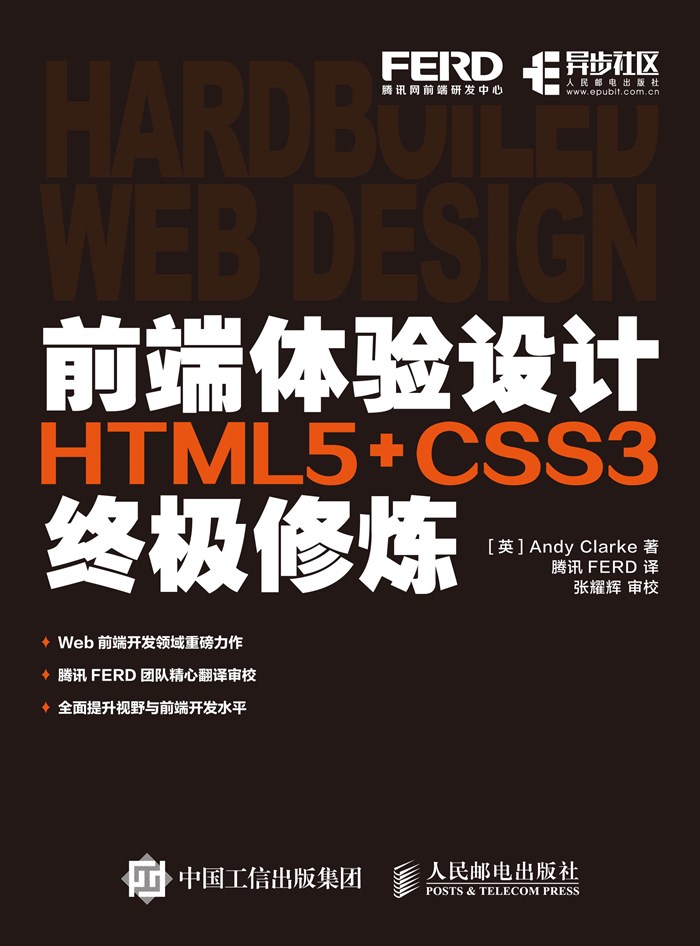 FERD
腾讯网前端研发中心
异步社区
人民邮电出版社
www.epubit.com.cn
HARDBOILED
WEB DESIGN
前端体验设计
HTML5+CSS3
终极修炼
[英] Andy Clarke 著
腾讯 FERD 译
张耀辉 审校
Web 前端开发领域重磅力作
腾讯 FERD 团队精心翻译审校
全面提升视野与前端开发水平
中国工信出版集团
人民邮电出版社
POSTS & TELECOM PRESS